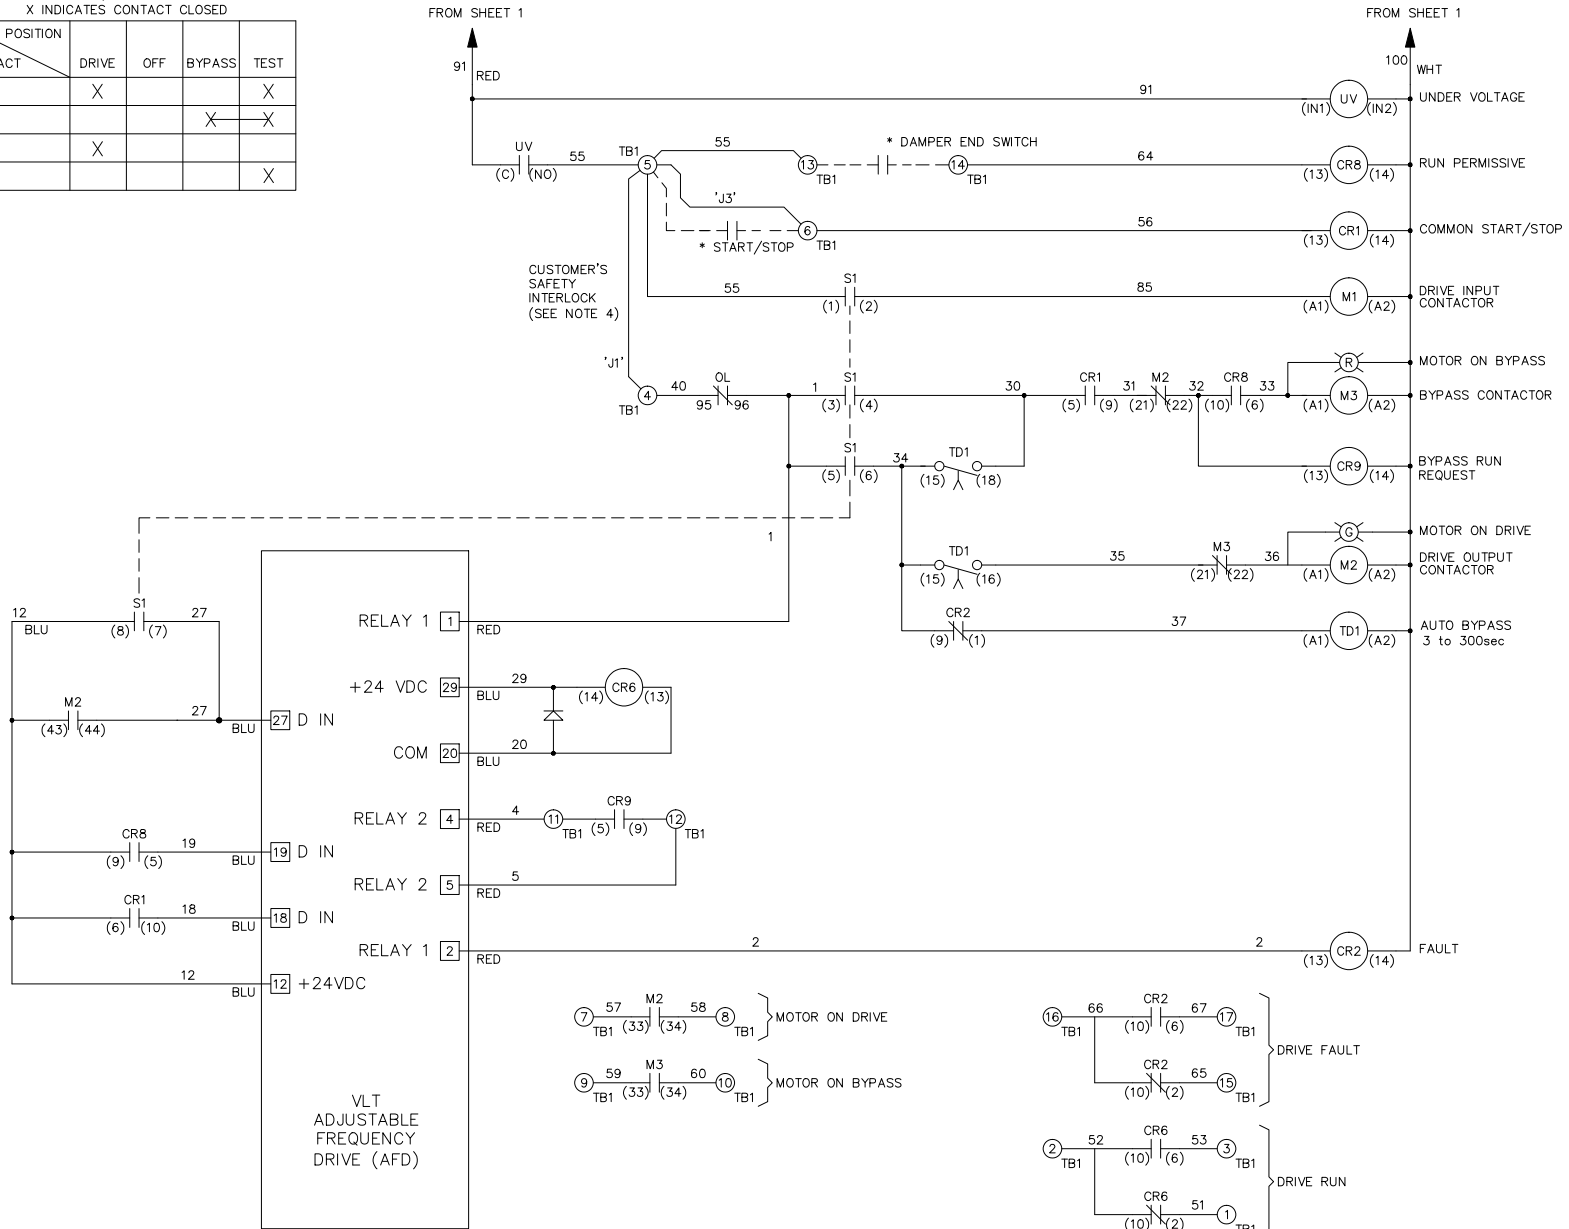 X INDICATES CONTACT CLOSED
POSITION
ACT DRIVE OFF BYPASS TEST
X X
X X
X
X
FROM SHEET 1
91 RED
FROM SHEET 1
100 WHT
91
(IN1) UV (IN2) UNDER VOLTAGE
UV
(C) (NO)
55
TB1 5
55
13 TB1
* DAMPER END SWITCH
14 TB1
64
(13) CR8 (14) RUN PERMISSIVE
'J3'
* START/STOP
6 TB1
56
(13) CR1 (14) COMMON START/STOP
CUSTOMER'S
SAFETY
INTERLOCK
(SEE NOTE 4)
55
S1
(1) (2)
85
(A1) M1 (A2) DRIVE INPUT
CONTACTOR
R MOTOR ON BYPASS
'J1'
TB1 4
40
OL
95 96
1
S1
(3) (4)
30
CR1
(5) (9)
31
M2
(21) (22)
32
CR8
(10) (6)
33
(A1) M3 (A2) BYPASS CONTACTOR
S1
(5) (6)
34
TD1
(15) (18)
(13) CR9 (14) BYPASS RUN
REQUEST
1
G MOTOR ON DRIVE
TD1
(15) (16)
35
M3
(21) (22)
36
(A1) M2 (A2) DRIVE OUTPUT
CONTACTOR
CR2
(9) (1)
37
(A1) TD1 (A2) AUTO BYPASS
3 to 300sec
12
BLU
S1
(8) (7)
27
RELAY 1 1 RED
+24 VDC 29 BLU
29
(14) CR6 (13)
M2
(43) (44)
27
BLU 27 D IN
COM 20 BLU
20
RELAY 2 4 RED
4
11 TB1
CR9
(5) (9)
12 TB1
CR8
(9) (5)
19
BLU 19 D IN
RELAY 2 5 RED
5
CR1
(6) (10)
18
BLU 18 D IN
RELAY 1 2 RED
2
2
(13) CR2 (14) FAULT
12
BLU 12 +24VDC
7 TB1
57
M2
(33) (34)
58
8 TB1
MOTOR ON DRIVE
9 TB1
59
M3
(33) (34)
60
10 TB1
MOTOR ON BYPASS
16 TB1
66
CR2
(10) (6)
67
17 TB1
CR2
(10) (2)
65
15 TB1
DRIVE FAULT
2 TB1
52
CR6
(10) (6)
53
3 TB1
CR6
(10) (2)
51
1 TB1
DRIVE RUN
VLT
ADJUSTABLE
FREQUENCY
DRIVE (AFD)